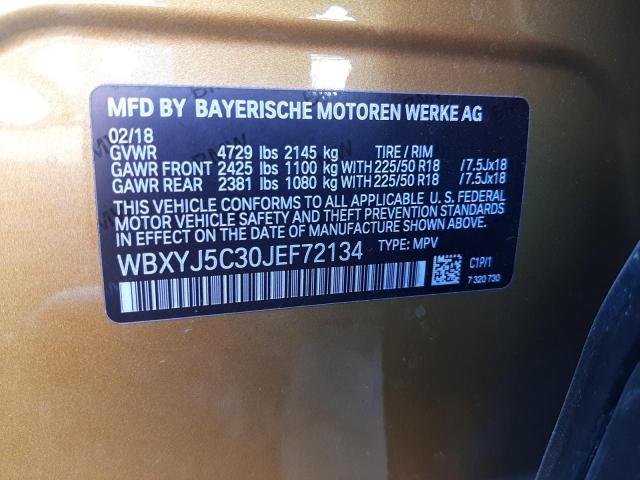 MFD BY BAYERISCHE MOTOREN WERKE AG
02/18
GVWR 4729 lbs 2145 kg TIRE / RIM
GAWR FRONT 2425 lbs 1100 kg WITH 225/50 R18 /7.5Jx18
GAWR REAR 2381 lbs 1080 kg WITH 225/50 R18 /7.5Jx18
THIS VEHICLE CONFORMS TO ALL APPLICABLE U.S. FEDERAL
MOTOR VEHICLE SAFETY AND THEFT PREVENTION STANDARDS
IN EFFECT ON THE DATE OF MANUFACTURE SHOWN ABOVE.
WBXYJ5C30JEF72134 TYPE: MPV
C1P/1
7 320 730